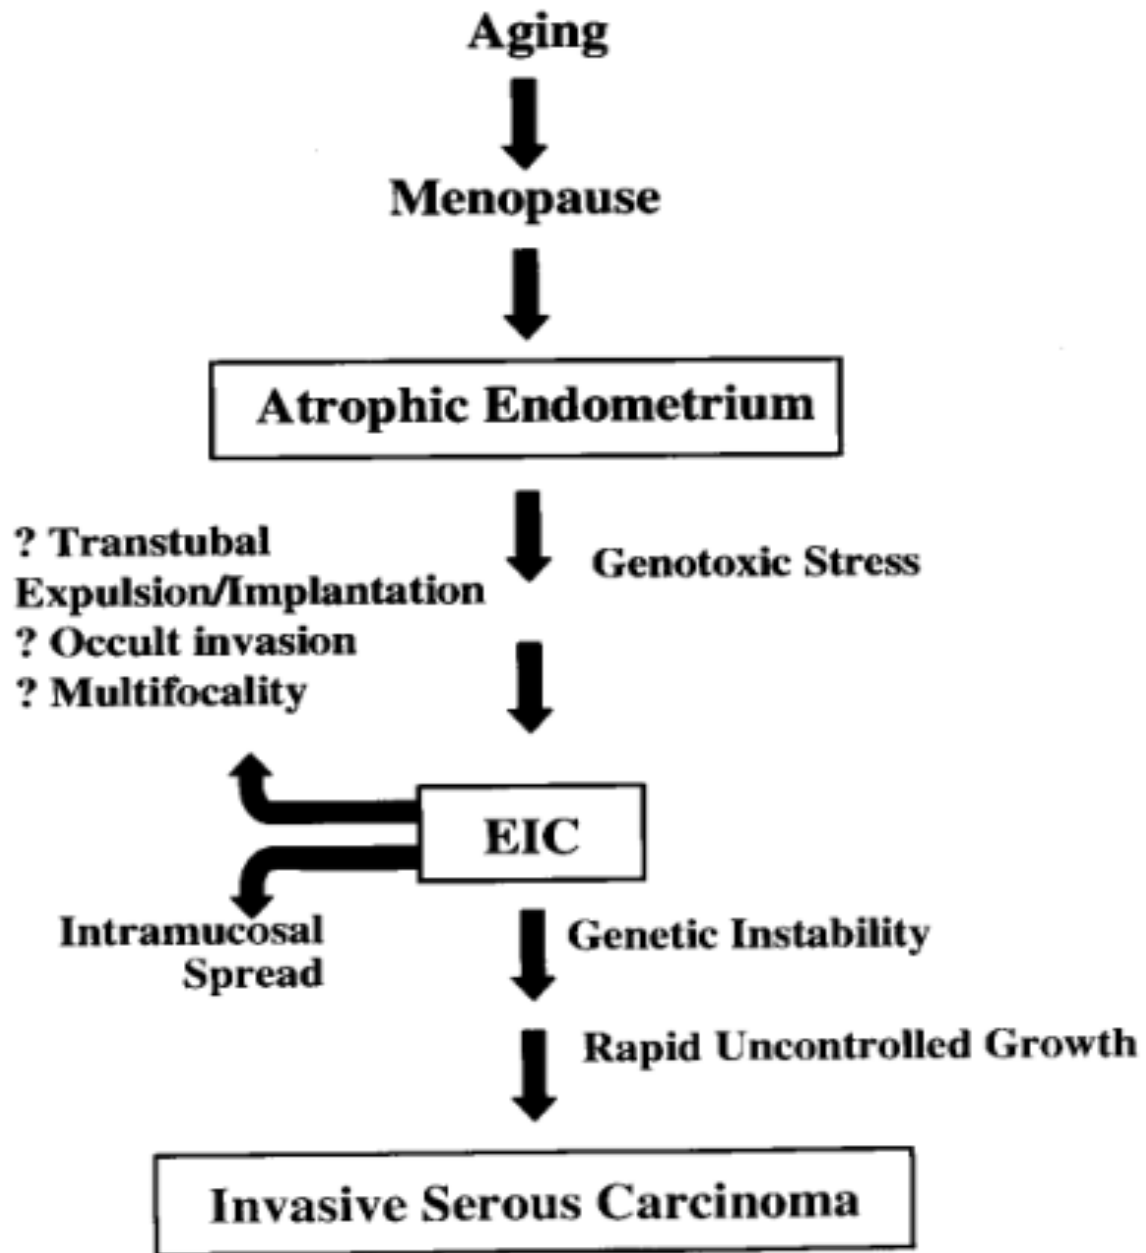 Aging
Menopause
Atrophic Endometrium
? Transtubal
Expulsion/Implantation
? Occult invasion
? Multifocality
Genotoxic Stress
EIC
Intramucosal
Spread
Genetic Instability
Rapid Uncontrolled Growth
Invasive Serous Carcinoma